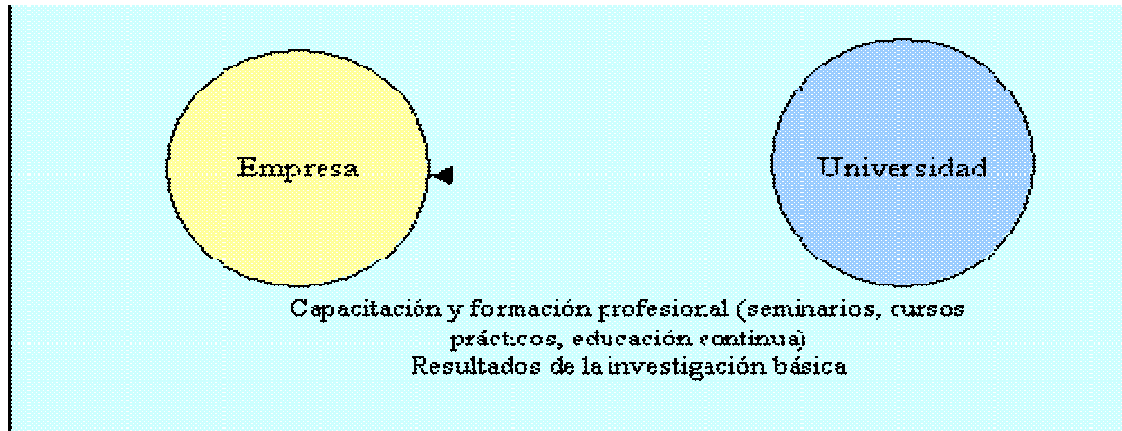 Empresa
Universidad
Capacitación y formación profesional (seminarios, cursos
prácticos, educación continua)
Resultados de la investigación básica